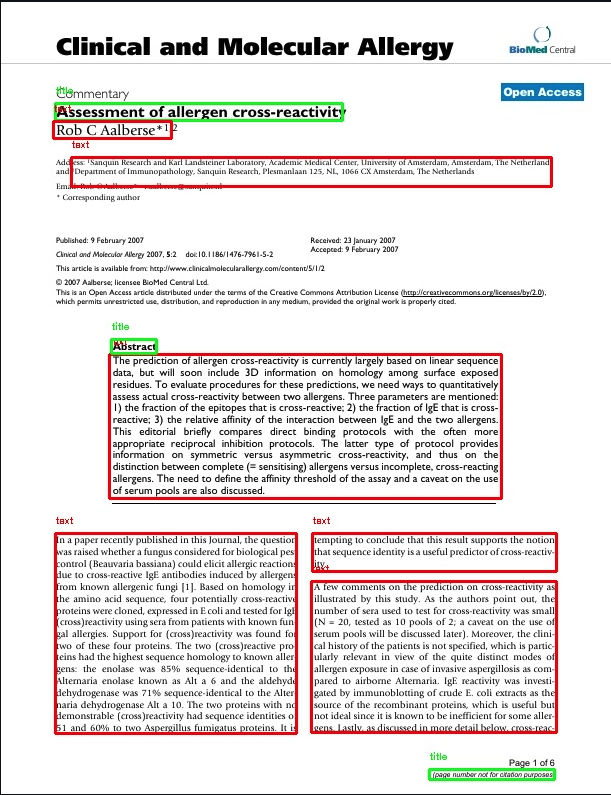 Clinical and Molecular Allergy
BioMed Central
title
Commentary
Open Access
text
Assessment of allergen cross-reactivity
Rob C Aalberse*1,2
text
Address: 1Sanquin Research and Karl Landsteiner Laboratory, Academic Medical Center, University of Amsterdam, Amsterdam, The Netherland
and 2Department of Immunopathology, Sanquin Research, Plesmanlaan 125, NL, 1066 CX Amsterdam, The Netherlands
Email: Rob C Aalberse*
* Corresponding author
Published: 9 February 2007
Received: 23 January 2007
Accepted: 9 February 2007
Clinical and Molecular Allergy 2007, 5:2 doi:10.1186/1476-7961-5-2
This article is available from: http://www.clinicalmolecularallergy.com/content/5/1/2
© 2007 Aalberse; licensee BioMed Central Ltd.
This is an Open Access article distributed under the terms of the Creative Commons Attribution License (http://creativecommons.org/licenses/by/2.0),
which permits unrestricted use, distribution, and reproduction in any medium, provided the original work is properly cited.
title
Abstract
The prediction of allergen cross-reactivity is currently largely based on linear sequence
data, but will soon include 3D information on homology among surface exposed
residues. To evaluate procedures for these predictions, we need ways to quantitatively
assess actual cross-reactivity between two allergens. Three parameters are mentioned:
1) the fraction of the epitopes that is cross-reactive; 2) the fraction of IgE that is cross-
reactive; 3) the relative affinity of the interaction between IgE and the two allergens.
This editorial briefly compares direct binding protocols with the often more
appropriate reciprocal inhibition protocols. The latter type of protocol provides
information on symmetric versus asymmetric cross-reactivity, and thus on the
distinction between complete (= sensitising) allergens versus incomplete, cross-reacting
allergens. The need to define the affinity threshold of the assay and a caveat on the use
of serum pools are also discussed.
text
In a paper recently published in this Journal, the question
was raised whether a fungus considered for biological pest
control (Beauvaria bassiana) could elicit allergic reactions
due to cross-reactive IgE antibodies induced by allergens
from known allergenic fungi [1]. Based on homology in
the amino acid sequence, four potentially cross-reactive
proteins were cloned, expressed in E coli and tested for IgE
(cross)reactivity using sera from patients with known fun-
gal allergies. Support for (cross)reactivity was found for
two of these four proteins. The two (cross)reactive pro-
teins had the highest sequence homology to known aller-
gens: the enolase was 85% sequence-identical to the
Alternaria enolase known as Alt a 6 and the aldehyde
dehydrogenase was 71% sequence-identical to the Alter-
naria dehydrogenase Alt a 10. The two proteins with no
demonstrable (cross)reactivity had sequence identities o
51 and 60% to two Aspergillus fumigatus proteins. It is
text
tempting to conclude that this result supports the notion
that sequence identity is a useful predictor of cross-reactiv-
ity.
text
A few comments on the prediction of cross-reactivity as
illustrated by this study. As the authors point out, the
number of sera used to test for cross-reactivity was small
(N = 20, tested as 10 pools of 2; a caveat on the use of
serum pools will be discussed later). Moreover, the clini-
cal history of the patients is not specified, which is partic-
ularly relevant in view of the quite distinct modes of
allergen exposure in case of invasive aspergillosis as com-
pared to airborne Alternaria. IgE reactivity was investi-
gated by immunoblotting of crude E. coli extracts as the
source of the recombinant proteins, which is useful but
not ideal since it is known to be inefficient for some aller-
gens. Lastly, as discussed in more detail below, cross-reac-
title
Page 1 of 6
(page number not for citation purposes